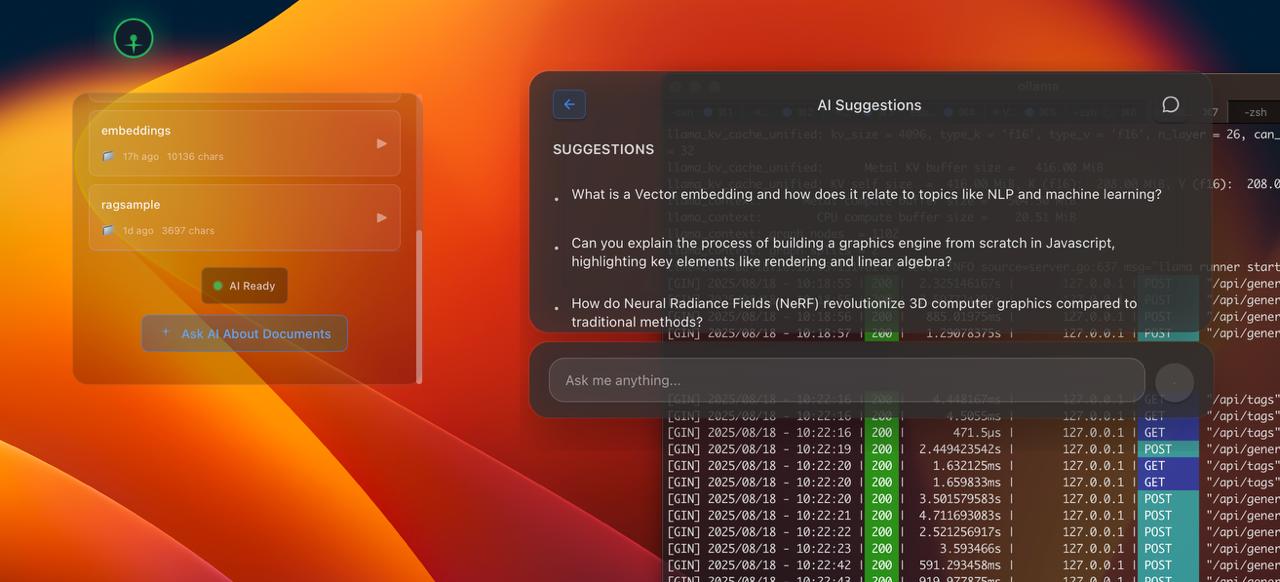 embeddings
17h ago 10136 chars
ragsample
1d ago 3697 chars
AI Ready
Ask AI About Documents
AI Suggestions
SUGGESTIONS
What is a Vector embedding and how does it relate to topics like NLP and machine learning?
Can you explain the process of building a graphics engine from scratch in Javascript,
highlighting key elements like rendering and linear algebra?
How do Neural Radiance Fields (NeRF) revolutionize 3D computer graphics compared to
traditional methods?
Ask me anything...
ollama
-zsh
llama_kv_cache_unified: kv_size = 4096, type_k = 'f16', type_v = 'f16', n_layer = 26, can_
= 32
llama_kv_cache_unified: Metal KV buffer size = 416.00 MiB
llama_context: CPU compute buffer size = 20.51 MiB
llama_context: graph nodes = 1102
INFO source=server.go:637 msg="llama runner start
[GIN] 2025/08/18 - 10:18:55 | 200 | 2.325146167s | 127.0.0.1 | POST "/api/gener
[GIN] 2025/08/18 - 10:18:56 | 200 | 885.01975ms | 127.0.0.1 | POST "/api/gener
[GIN] 2025/08/18 - 10:18:57 | 200 | 1.29078375s | 127.0.0.1 | POST "/api/gener
[GIN] 2025/08/18 - 10:22:16 | 200 | 4.448167ms | 127.0.0.1 | GET "/api/tags"
[GIN] 2025/08/18 - 10:22:16 | 200 | 4.5055ms | 127.0.0.1 | GET "/api/tags"
[GIN] 2025/08/18 - 10:22:16 | 200 | 471.5µs | 127.0.0.1 | GET "/api/tags"
[GIN] 2025/08/18 - 10:22:19 | 200 | 2.449423542s | 127.0.0.1 | POST "/api/gener
[GIN] 2025/08/18 - 10:22:20 | 200 | 1.632125ms | 127.0.0.1 | GET "/api/tags"
[GIN] 2025/08/18 - 10:22:20 | 200 | 1.659833ms | 127.0.0.1 | GET "/api/tags"
[GIN] 2025/08/18 - 10:22:20 | 200 | 3.501579583s | 127.0.0.1 | POST "/api/gener
[GIN] 2025/08/18 - 10:22:21 | 200 | 4.711693083s | 127.0.0.1 | POST "/api/gener
[GIN] 2025/08/18 - 10:22:22 | 200 | 2.521256917s | 127.0.0.1 | POST "/api/gener
[GIN] 2025/08/18 - 10:22:23 | 200 | 3.593466s | 127.0.0.1 | POST "/api/gener
[GIN] 2025/08/18 - 10:22:42 | 200 | 591.293458ms | 127.0.0.1 | POST "/api/gener
[GIN] 2025/08/18 - 10:22:43 | 200 | 919.977875ms | 127.0.0.1 | POST "/api/gener